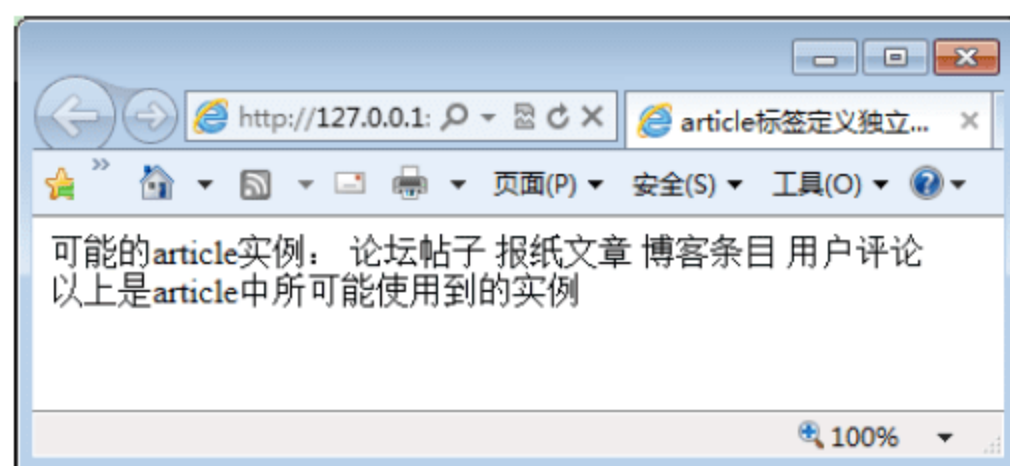 http://127.0.0.1: article标签定义独立...
页面(P) 安全(S) 工具(O)
可能的article实例： 论坛帖子 报纸文章 博客条目 用户评论
以上是article中所可能使用到的实例
100%